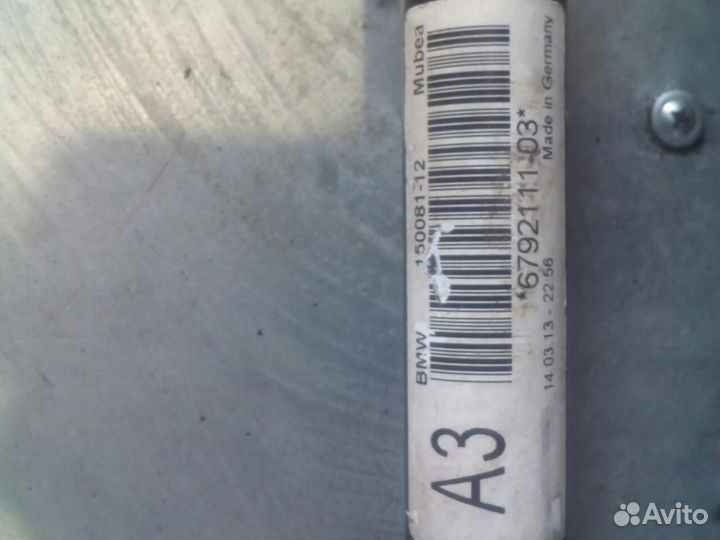 BMW 150081-12 Mubea
*6792111-03*
14.03.13 - 22:56 Made in Germany
A3
Avito